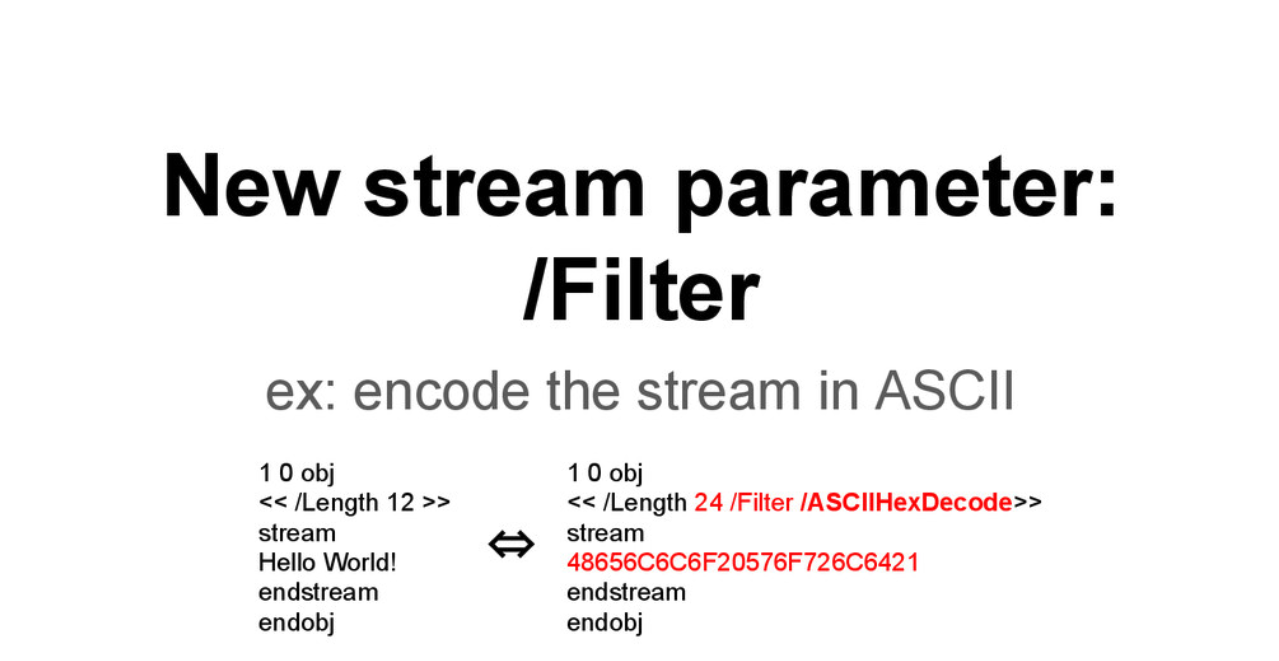 New stream parameter:
/Filter
ex: encode the stream in ASCII
1 0 obj
<< /Length 12 >>
stream
Hello World!
endstream
endobj
⇔
1 0 obj
<< /Length 24 /Filter /ASCIIHexDecode>>
stream
48656C6C6F20576F726C6421
endstream
endobj